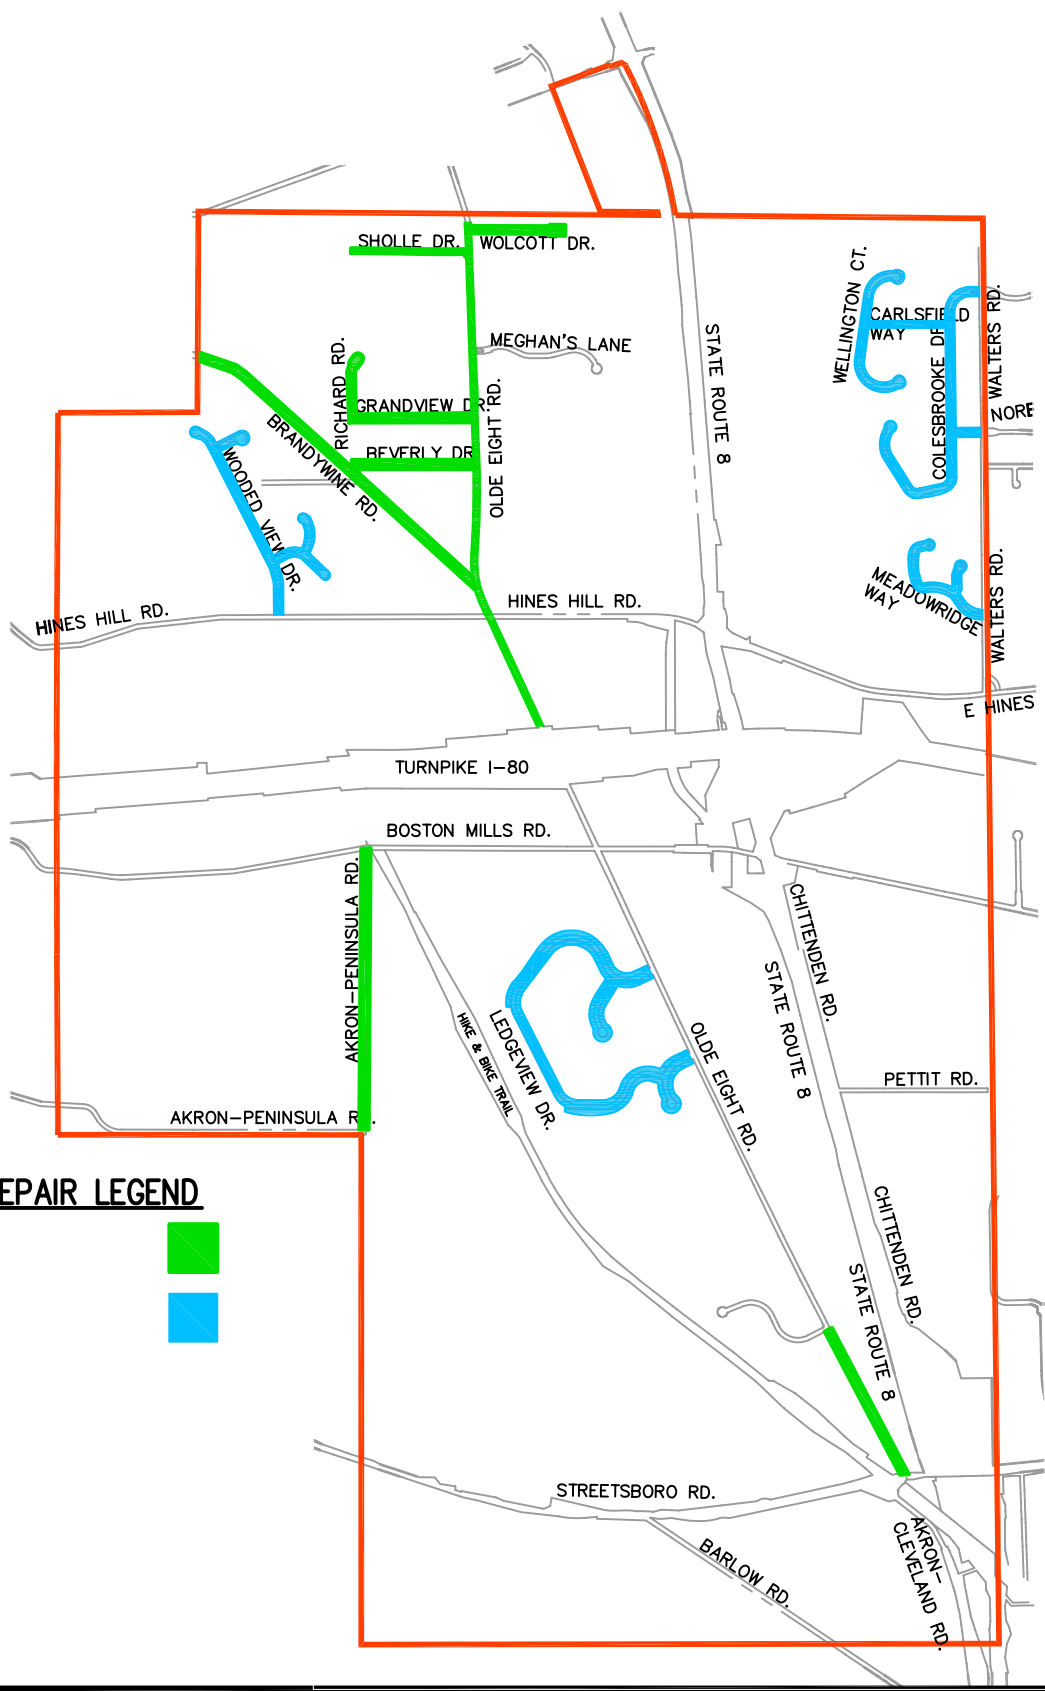 SHOLLE DR.
WOLCOTT DR.
MEGHAN'S LANE
RICHARD RD.
GRANDVIEW DR.
BEVERLY DR.
BRANDYWINE RD.
OLDE EIGHT RD.
STATE ROUTE 8
WELLINGTON CT.
CARLSFIELD
WAY
COLESBROOKE DR.
WALTERS RD.
WOODED VIEW DR.
MEADOWRIDGE
WAY
WALTERS RD.
HINES HILL RD.
HINES HILL RD.
E HINES
TURNPIKE I-80
BOSTON MILLS RD.
AKRON-PENINSULA RD.
AKRON-PENINSULA RD.
HIKE & BIKE TRAIL
LEDGEVIEW DR.
OLDE EIGHT RD.
STATE ROUTE 8
CHITTENDEN RD.
PETTIT RD.
CHITTENDEN RD.
STATE ROUTE 8
EPAIR LEGEND
STREETSBORO RD.
BARLOW RD.
AKRON-
CLEVELAND RD.